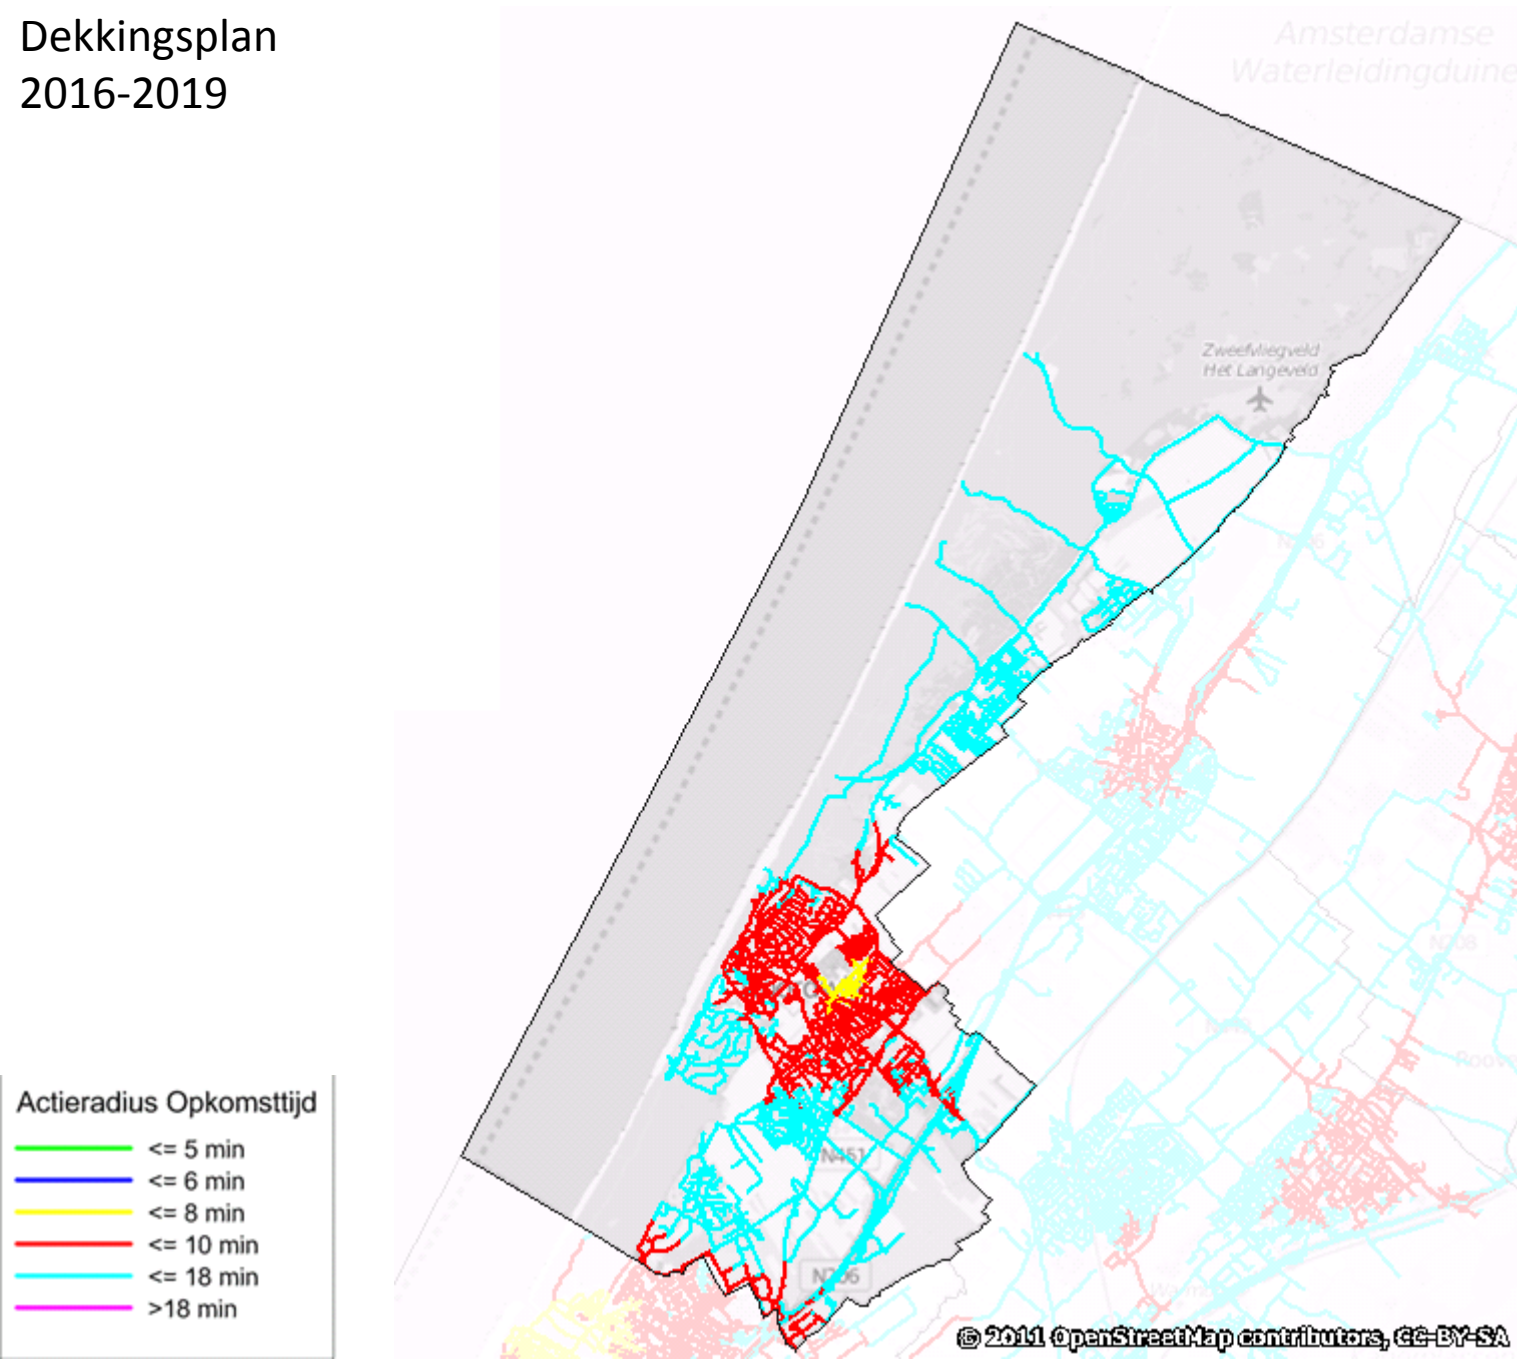 Dekkingsplan
2016-2019
Amsterdamse
Waterleidingduine
Zweefvliegveld
Het Langeveld
N208
N451
N206
Actieradius Opkomsttijd
<= 5 min
<= 6 min
<= 8 min
<= 10 min
<= 18 min
>18 min
© 2011 OpenStreetMap contributors, CC-BY-SA